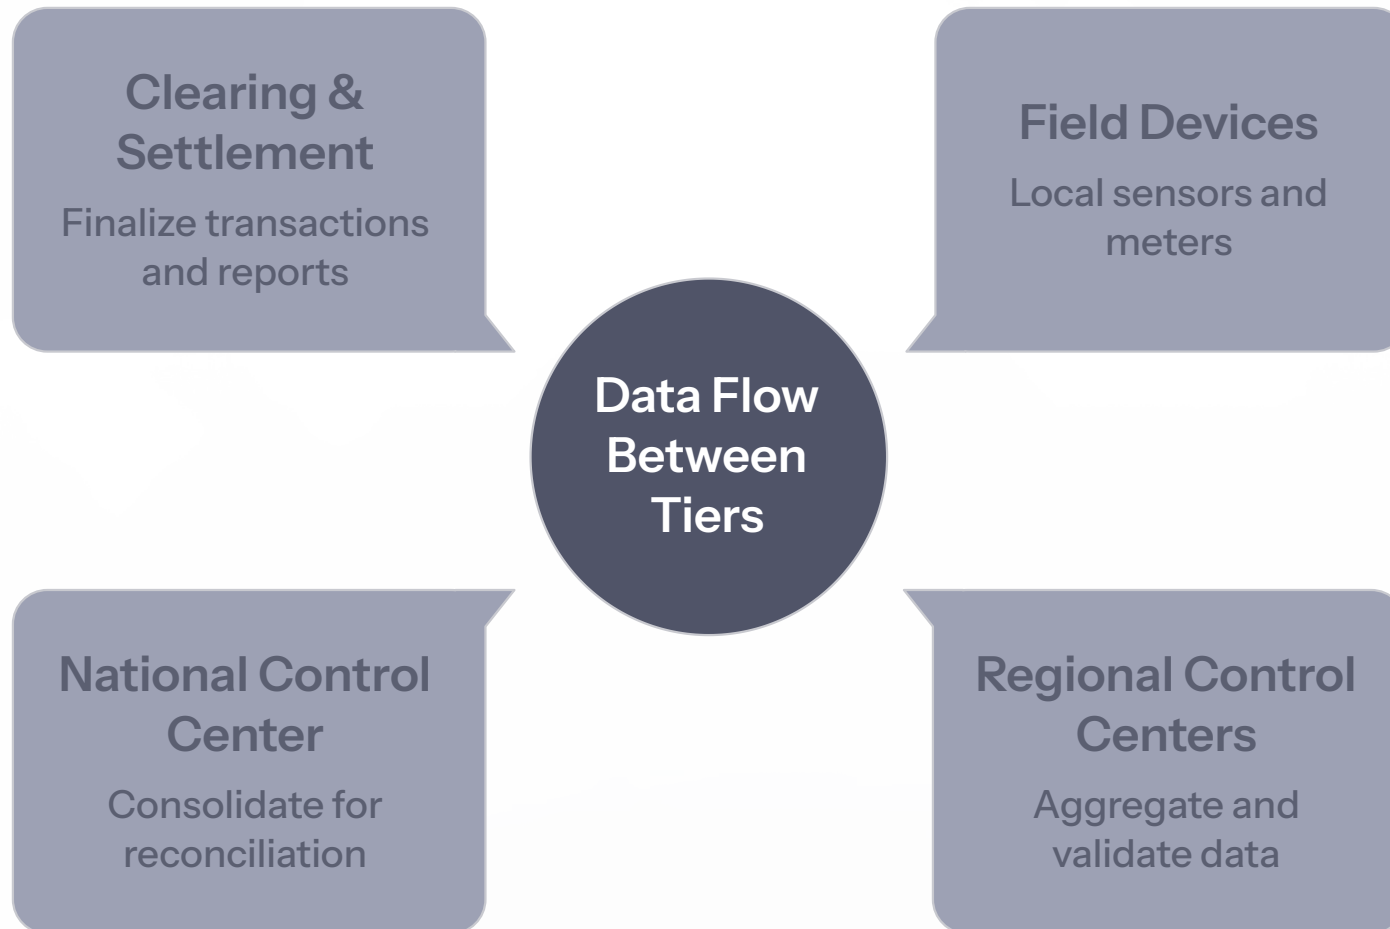 Clearing &
Settlement
Finalize transactions
and reports
Field Devices
Local sensors and
meters
Data Flow
Between
Tiers
National Control
Center
Consolidate for
reconciliation
Regional Control
Centers
Aggregate and
validate data